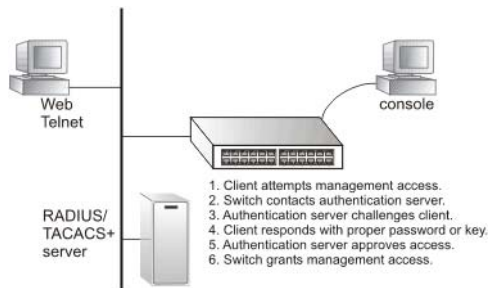 Web
Telnet
console
1. Client attempts management access.
2. Switch contacts authentication server.
3. Authentication server challenges client.
4. Client responds with proper password or key.
5. Authentication server approves access.
6. Switch grants management access.
RADIUS/
TACACS+
server